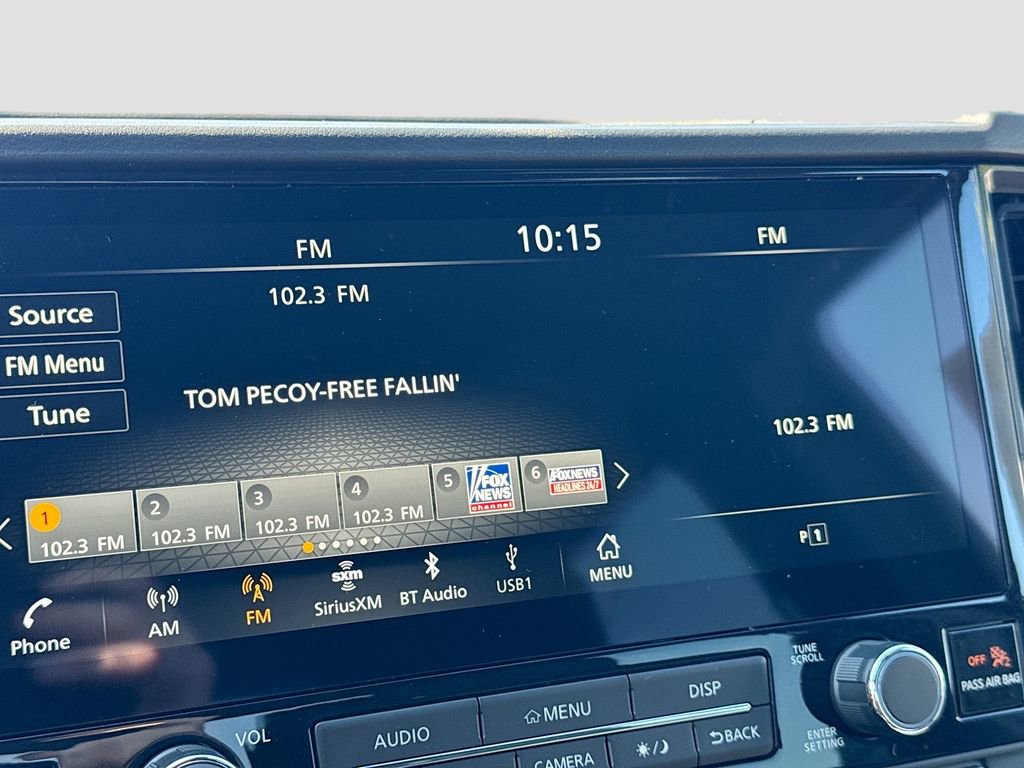 FM
10:15
FM
102.3 FM
Source
FM Menu
TOM PECOY-FREE FALLIN'
Tune
102.3 FM
1
102.3 FM
2
102.3 FM
3
102.3 FM
4
102.3 FM
5
FOX
NEWS
channel
6
FOX NEWS
HEADLINES 24/7
P 1
Phone
AM
FM
sxm
SiriusXM
BT Audio
USB1
MENU
VOL
AUDIO
MENU
DISP
CAMERA
BACK
TUNE
SCROLL
ENTER
SETTING
OFF
PASS AIR BAG